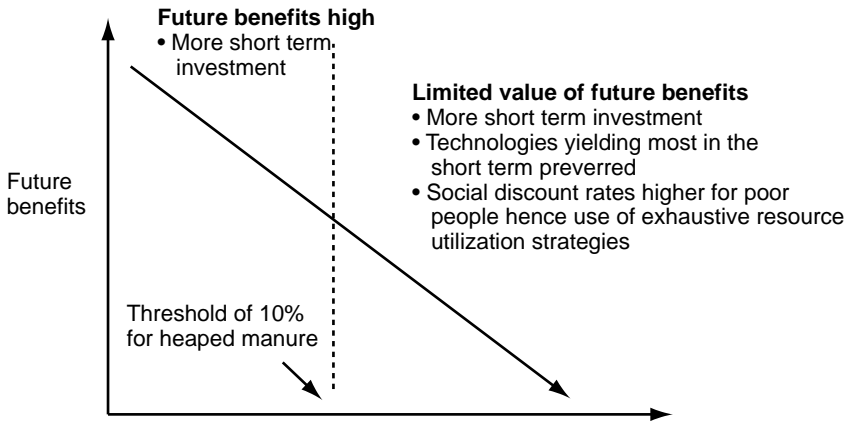 Future benefits high
• More short term
investment
Limited value of future benefits
• More short term investment
• Technologies yielding most in the
short term preverred
• Social discount rates higher for poor
people hence use of exhaustive resource
utilization strategies
Future
benefits
Threshold of 10%
for heaped manure